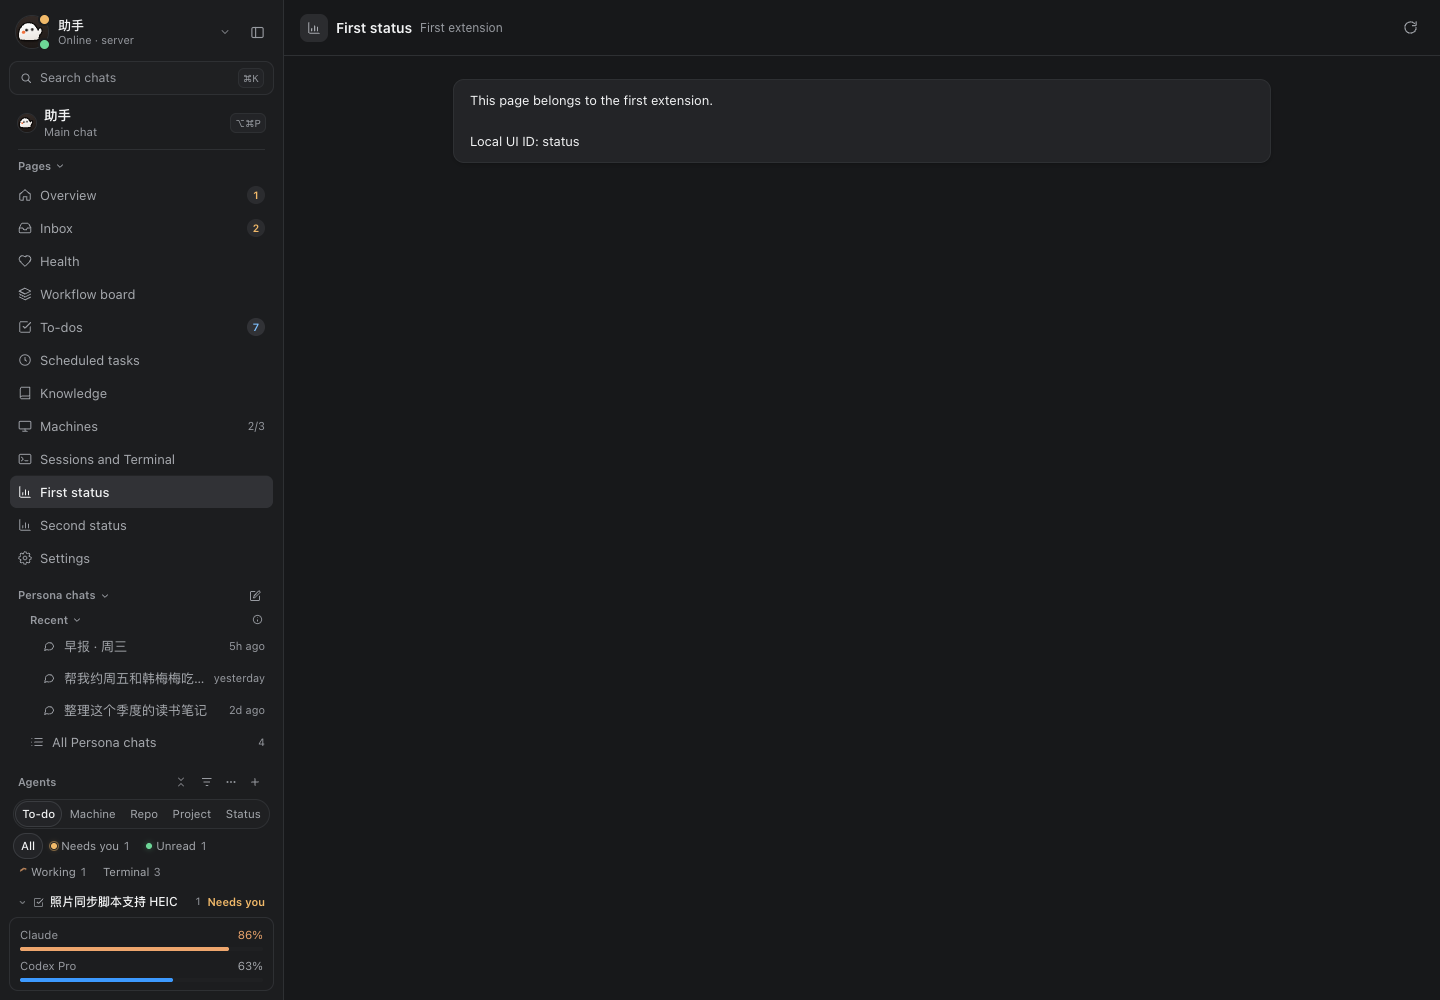 助手
Online · server
Search chats
⌘K
助手
Main chat
⌥⌘P
Pages
Overview
1
Inbox
2
Health
Workflow board
To-dos
7
Scheduled tasks
Knowledge
Machines
2/3
Sessions and Terminal
First status
Second status
Settings
Persona chats
Recent
早报 · 周三
5h ago
帮我约周五和韩梅梅吃...
yesterday
整理这个季度的读书笔记
2d ago
All Persona chats
4
Agents
To-do Machine Repo Project Status
All Needs you 1 Unread 1
Working 1 Terminal 3
照片同步脚本支持 HEIC 1 Needs you
Claude 86%
Codex Pro 63%
First status First extension
This page belongs to the first extension.
Local UI ID: status